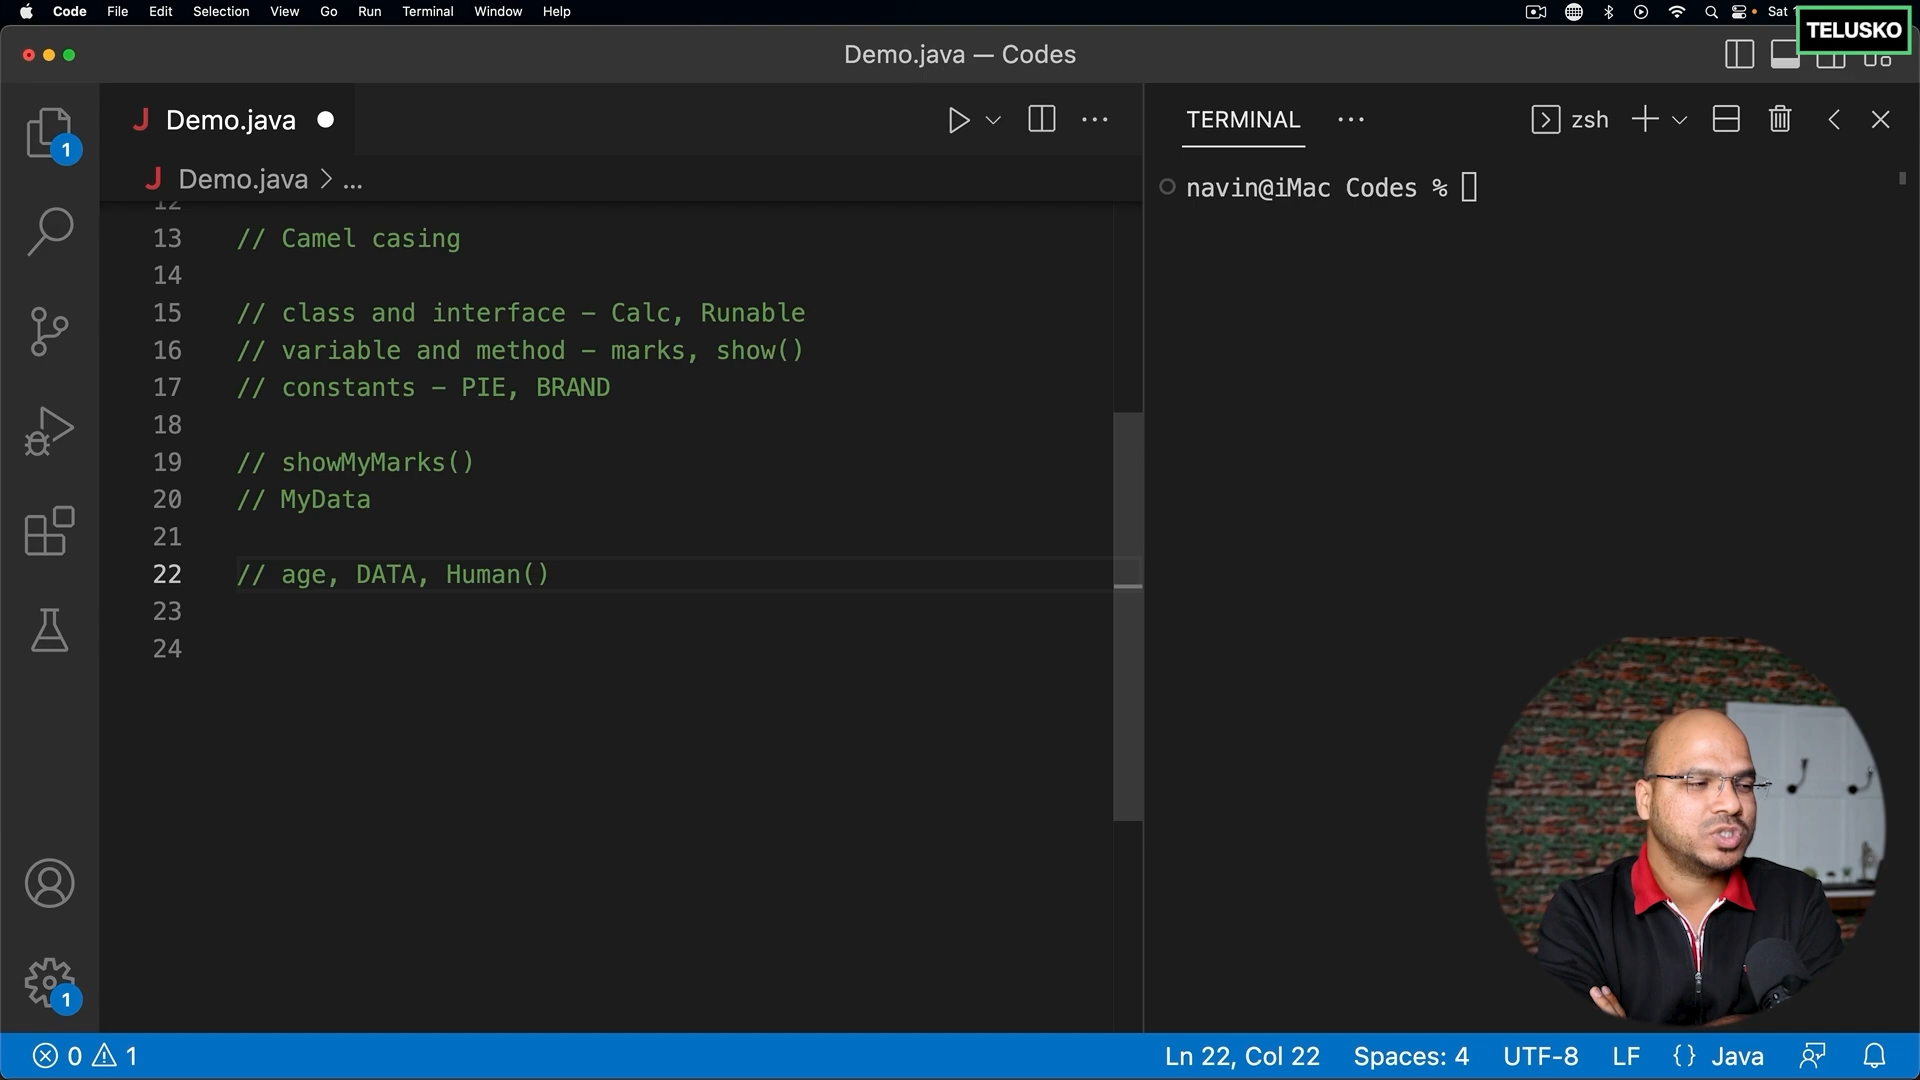 Code File Edit Selection View Go Run Terminal Window Help Sat
TELUSKO
Demo.java — Codes
Demo.java
TERMINAL
zsh
1
Demo.java > ...
navin@iMac Codes %
12
13 // Camel casing
14
15 // class and interface - Calc, Runable
16 // variable and method - marks, show()
17 // constants - PIE, BRAND
18
19 // showMyMarks()
20 // MyData
21
22 // age, DATA, Human()
23
24
1
0 1 Ln 22, Col 22 Spaces: 4 UTF-8 LF {} Java